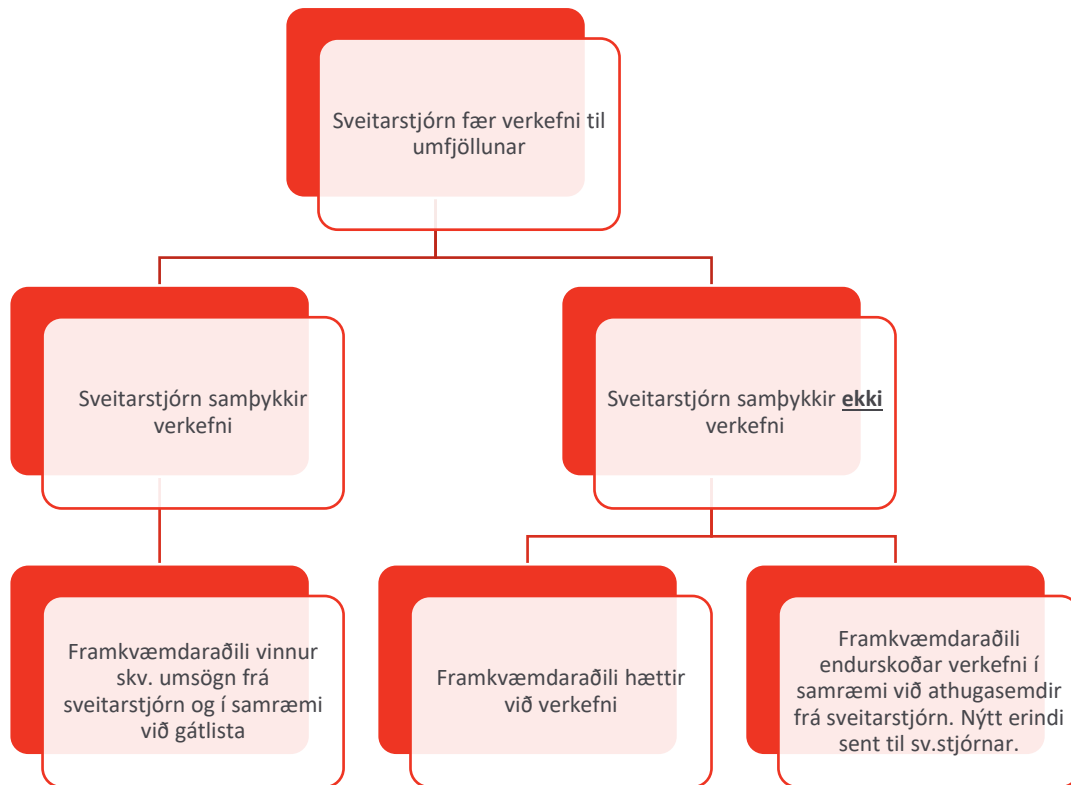 Sveitarstjórn fær verkefni til
umfjöllunar
Sveitarstjórn samþykkir
verkefni
Sveitarstjórn samþykkir ekki
verkefni
Framkvæmdaraðili vinnur
skv. umsögn frá
sveitarstjórn og í samræmi
við gátlista
Framkvæmdaraðili hættir
við verkefni
Framkvæmdaraðili
endurskoðar verkefni í
samræmi við athugasemdir
frá sveitarstjórn. Nýtt erindi
sent til sv.stjórnar.